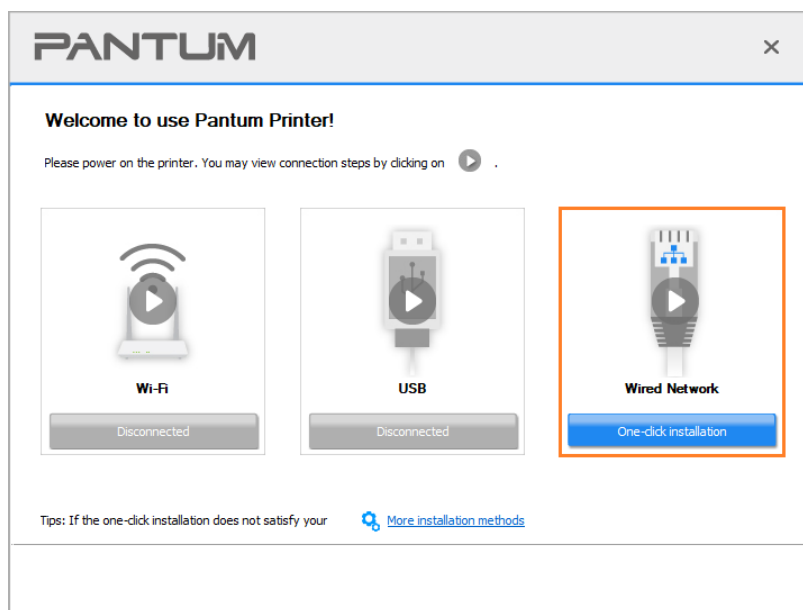 PANTUM
Welcome to use Pantum Printer!
Please power on the printer. You may view connection steps by clicking on .
Wi-Fi
USB
Wired Network
Disconnected
Disconnected
One-click installation
Tips: If the one-click installation does not satisfy your More installation methods